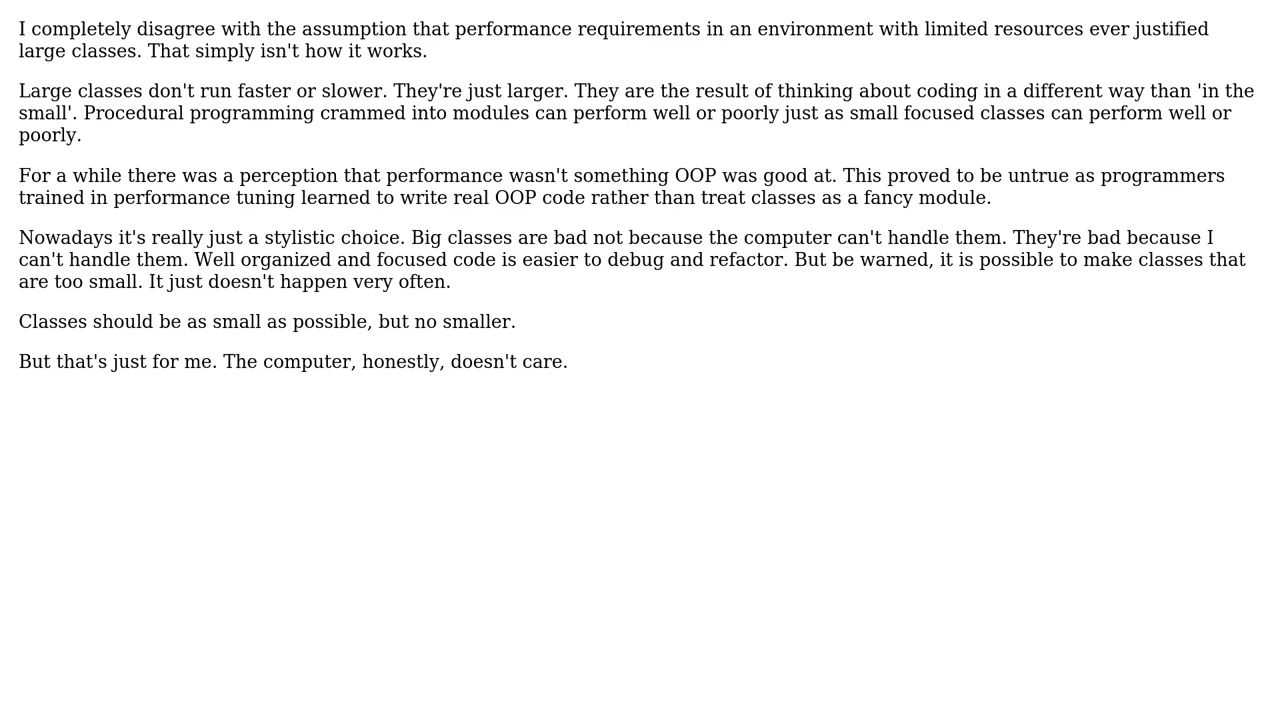 I completely disagree with the assumption that performance requirements in an environment with limited resources ever justified
large classes. That simply isn't how it works.
Large classes don't run faster or slower. They're just larger. They are the result of thinking about coding in a different way than 'in the
small'. Procedural programming crammed into modules can perform well or poorly just as small focused classes can perform well or
poorly.
For a while there was a perception that performance wasn't something OOP was good at. This proved to be untrue as programmers
trained in performance tuning learned to write real OOP code rather than treat classes as a fancy module.
Nowadays it's really just a stylistic choice. Big classes are bad not because the computer can't handle them. They're bad because I
can't handle them. Well organized and focused code is easier to debug and refactor. But be warned, it is possible to make classes that
are too small. It just doesn't happen very often.
Classes should be as small as possible, but no smaller.
But that's just for me. The computer, honestly, doesn't care.